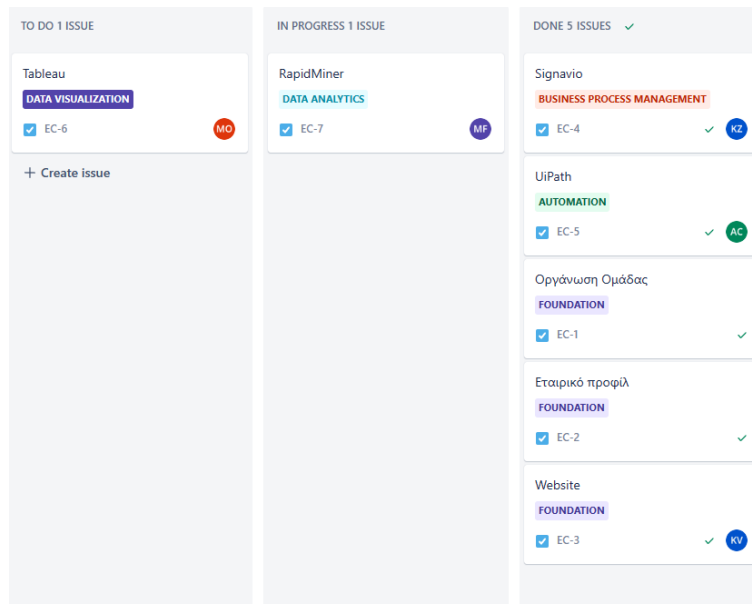 TO DO 1 ISSUE
Tableau
DATA VISUALIZATION
EC-6
MO
+ Create issue
IN PROGRESS 1 ISSUE
RapidMiner
DATA ANALYTICS
EC-7
MF
DONE 5 ISSUES
Signavio
BUSINESS PROCESS MANAGEMENT
EC-4
KZ
UiPath
AUTOMATION
EC-5
AC
Οργάνωση Ομάδας
FOUNDATION
EC-1
Εταιρικό προφίλ
FOUNDATION
EC-2
Website
FOUNDATION
EC-3
KV